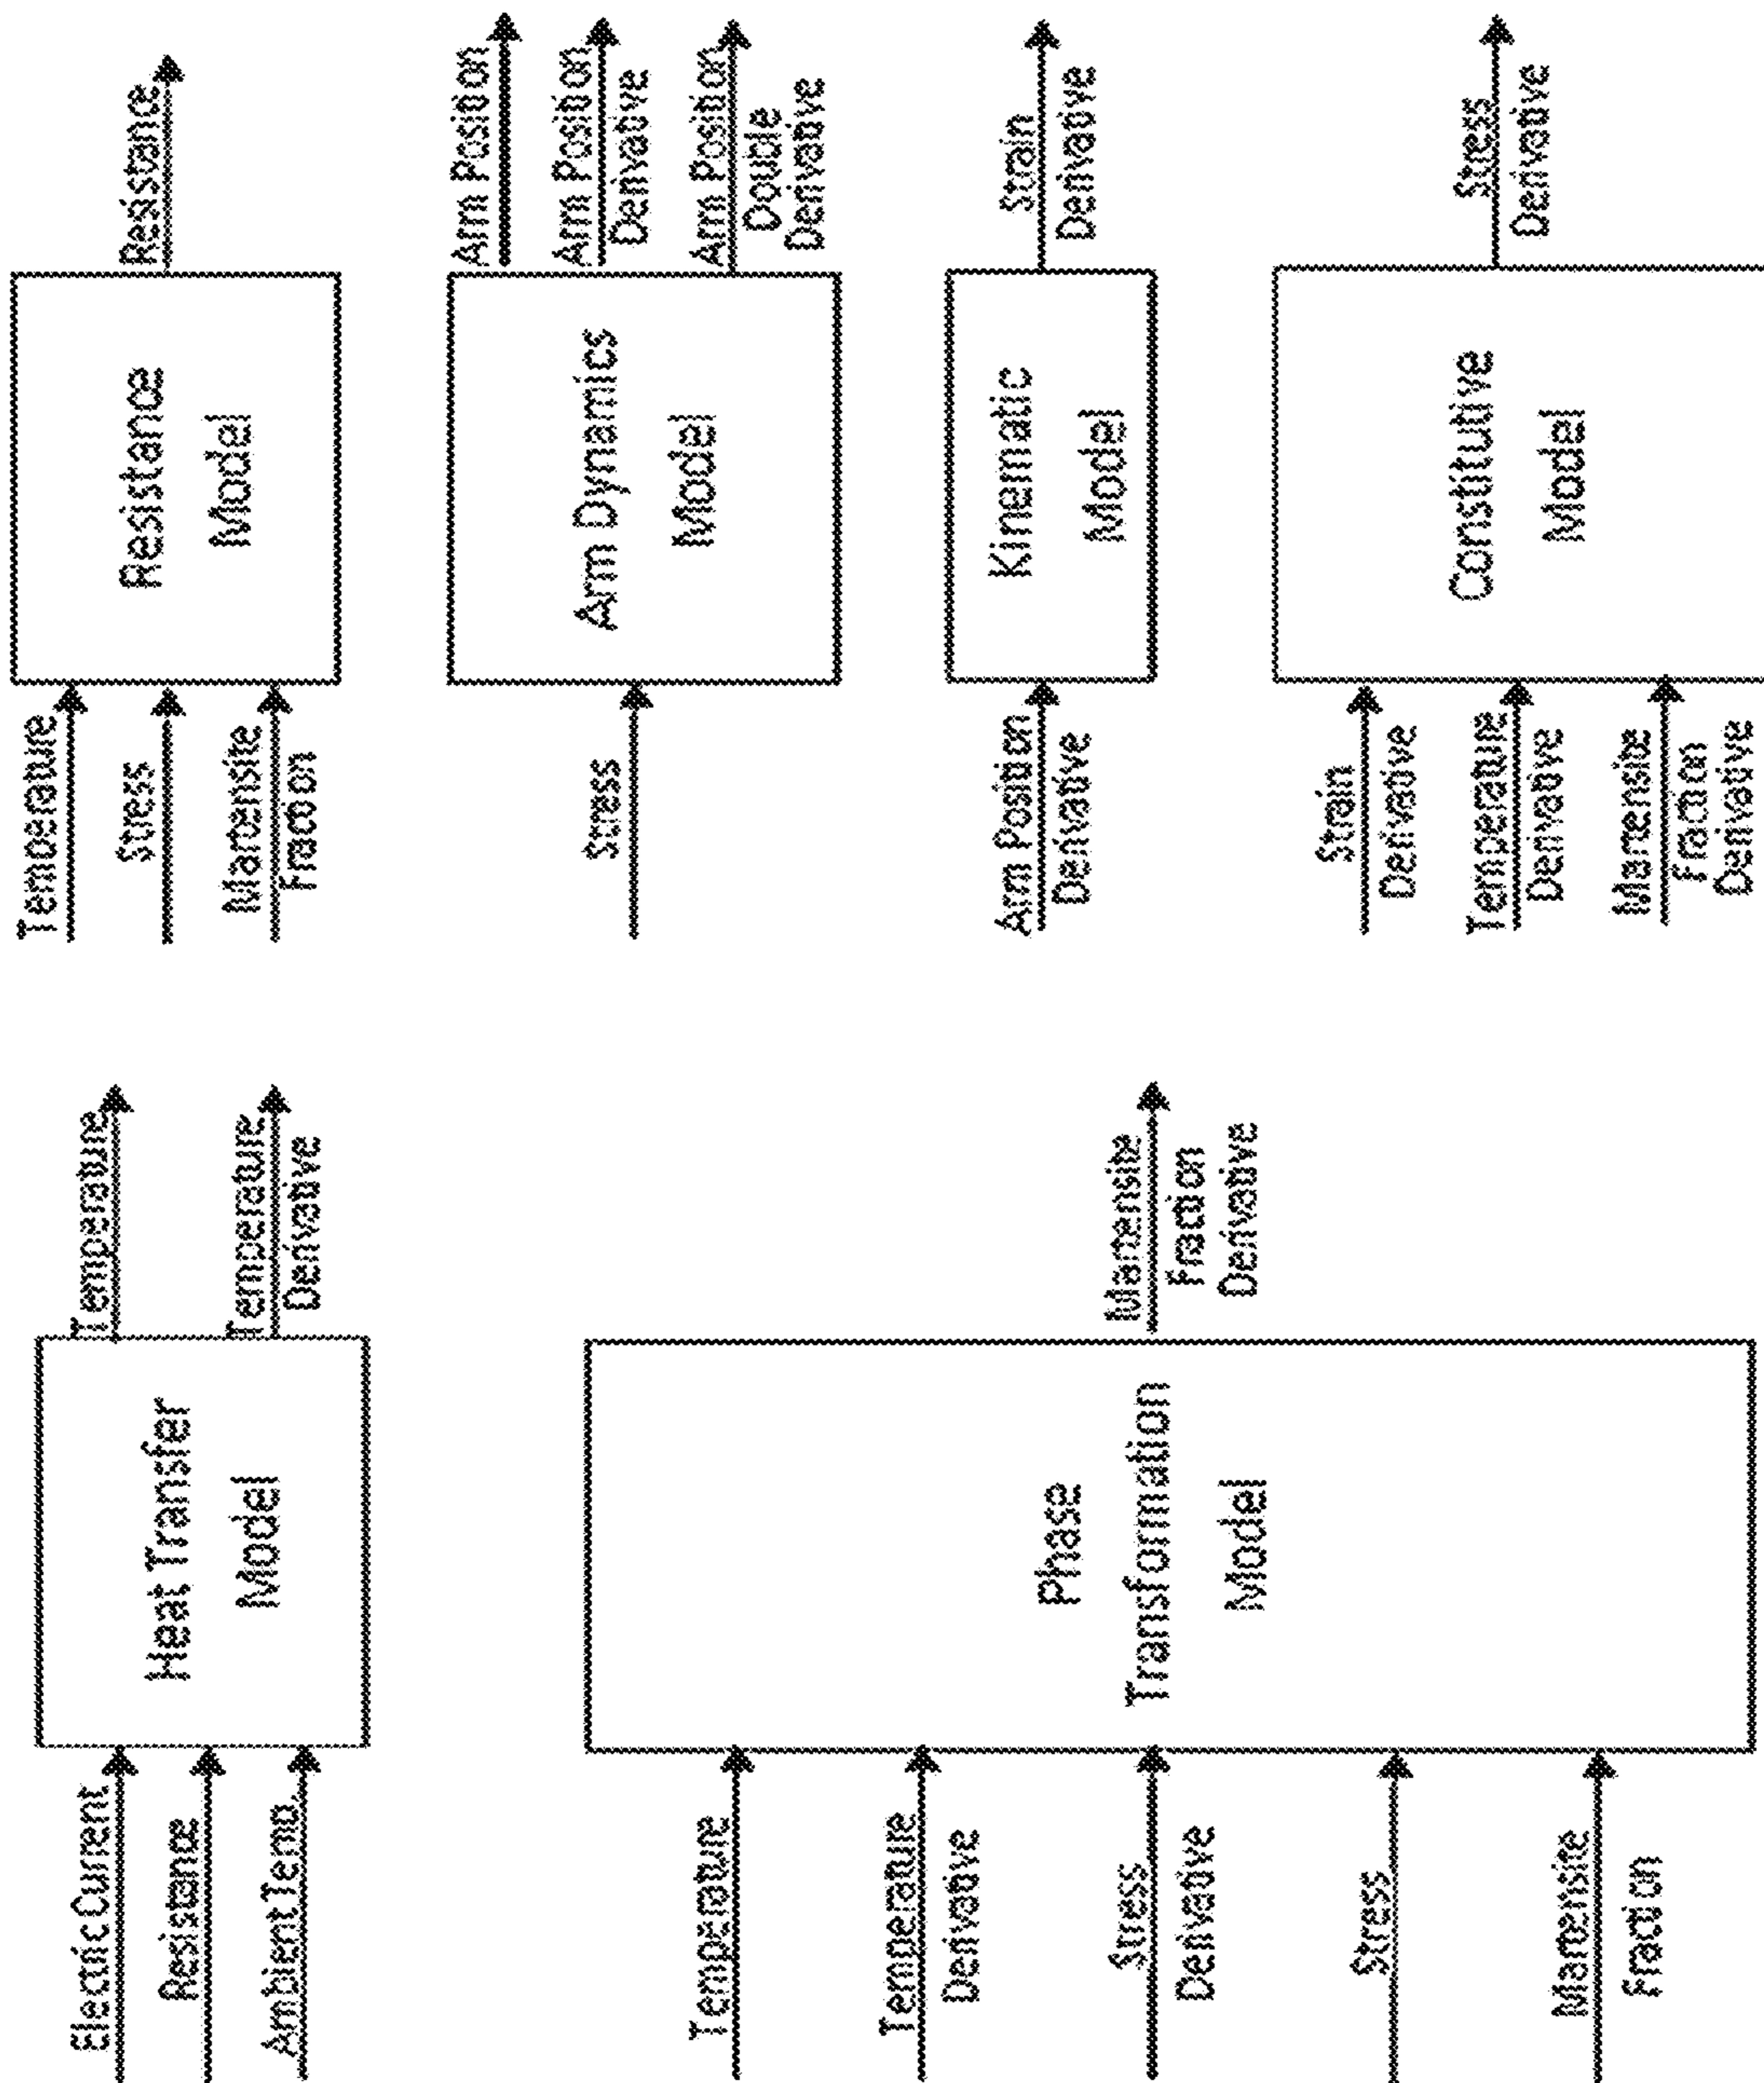 Electric Current
Resistance
Ambient Temp.
Heat Transfer
Model
Temperature
Temperature
Derivative
Temperature
Temperature
Derivative
Stress
Derivative
Stress
Martensite
Fraction
Phase
Transformation
Model
Martensite
Fraction
Derivative
Temperature
Stress
Martensite
Fraction
Resistance
Model
Resistance
Stress
Arm Dynamics
Model
Arm Position
Arm Position
Derivative
Arm Position
Double
Derivative
Arm Position
Derivative
Kinematic
Model
Strain
Derivative
Strain
Derivative
Temperature
Derivative
Martensite
Fraction
Derivative
Constitutive
Model
Stress
Derivative